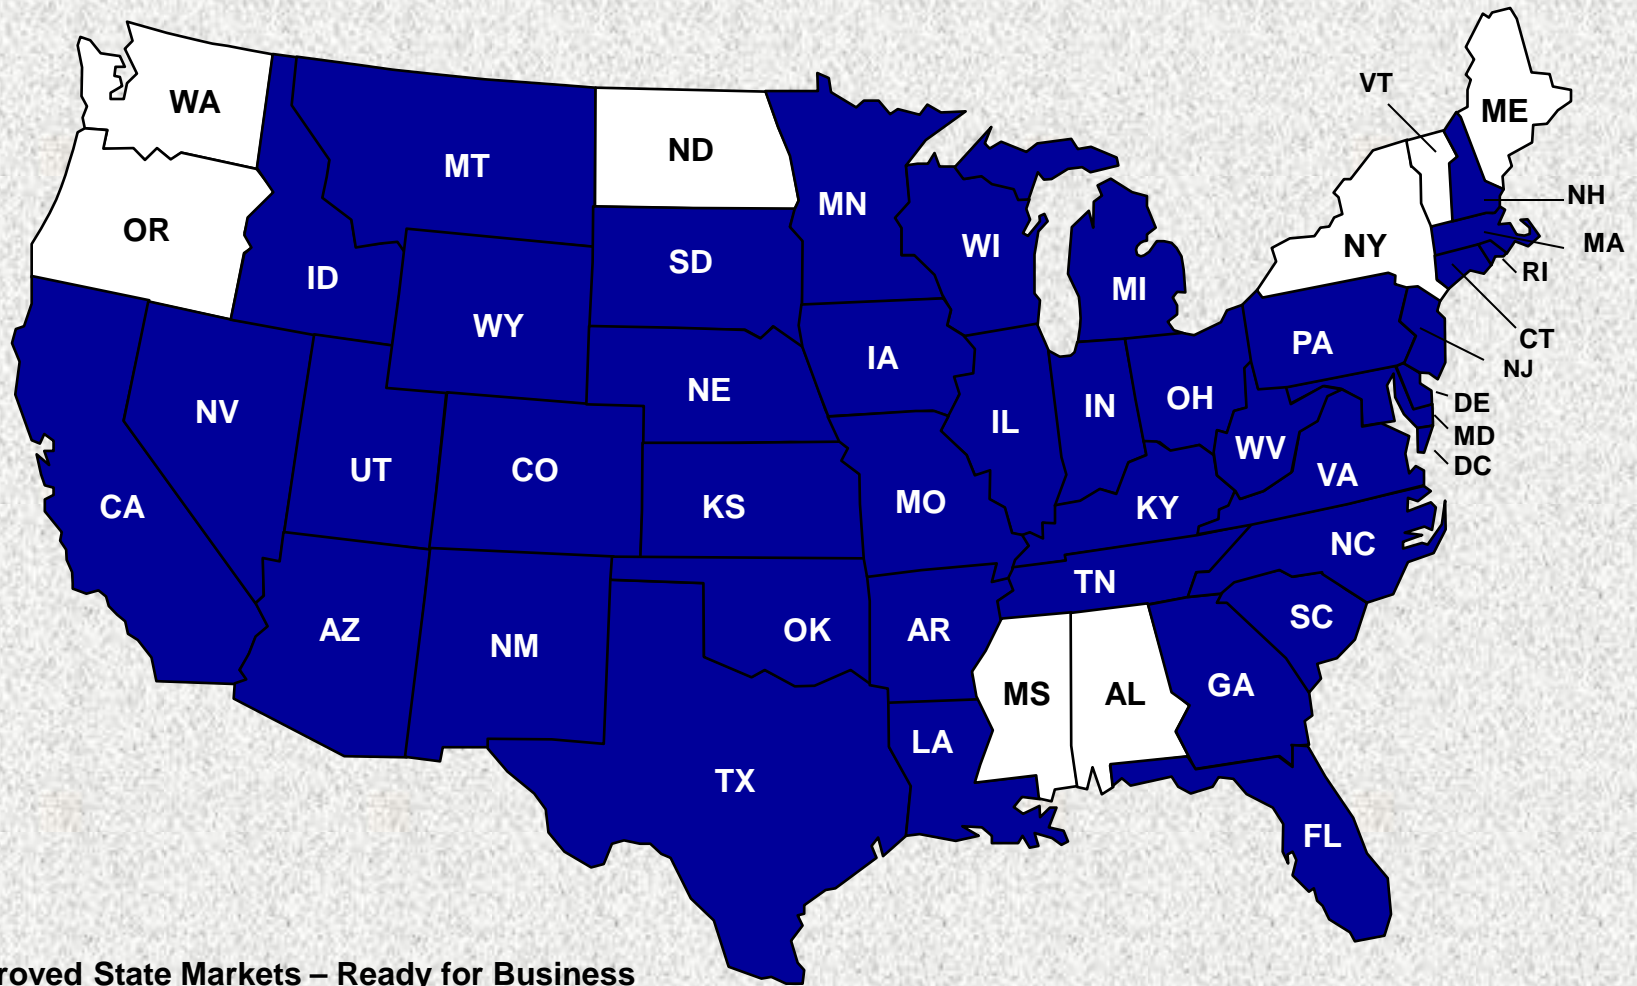 VT
ME
WA
ND
MT
MN
OR
NH
WI
NY
MA
SD
RI
ID
MI
WY
CT
PA
NJ
IA
NE
OH
IN
DE
NV
IL
MD
WV
DC
UT
CO
VA
MO
CA
KS
KY
NC
TN
SC
AZ
OK
AR
NM
GA
MS
AL
LA
TX
FL
State Markets – Ready for Business